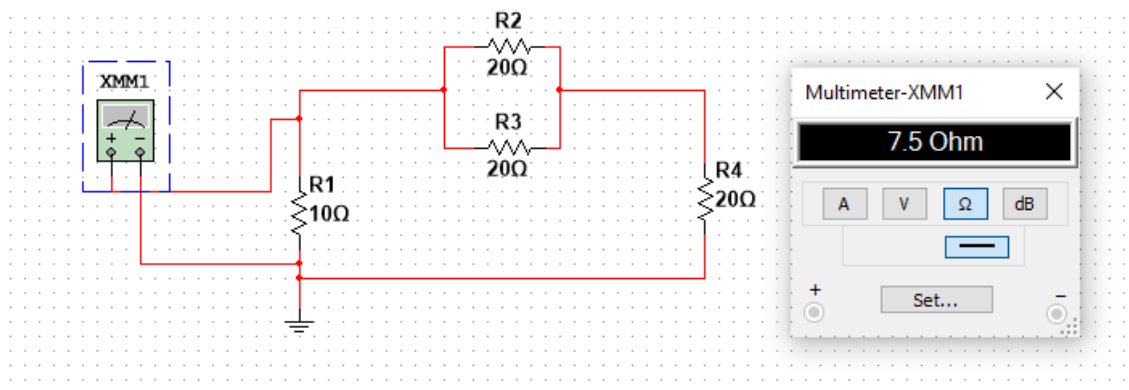 XMM1
+ −
R2
20Ω
R3
20Ω
R1
10Ω
R4
20Ω
Multimeter-XMM1 ×
7.5 Ohm
A V Ω dB
+ −
Set...